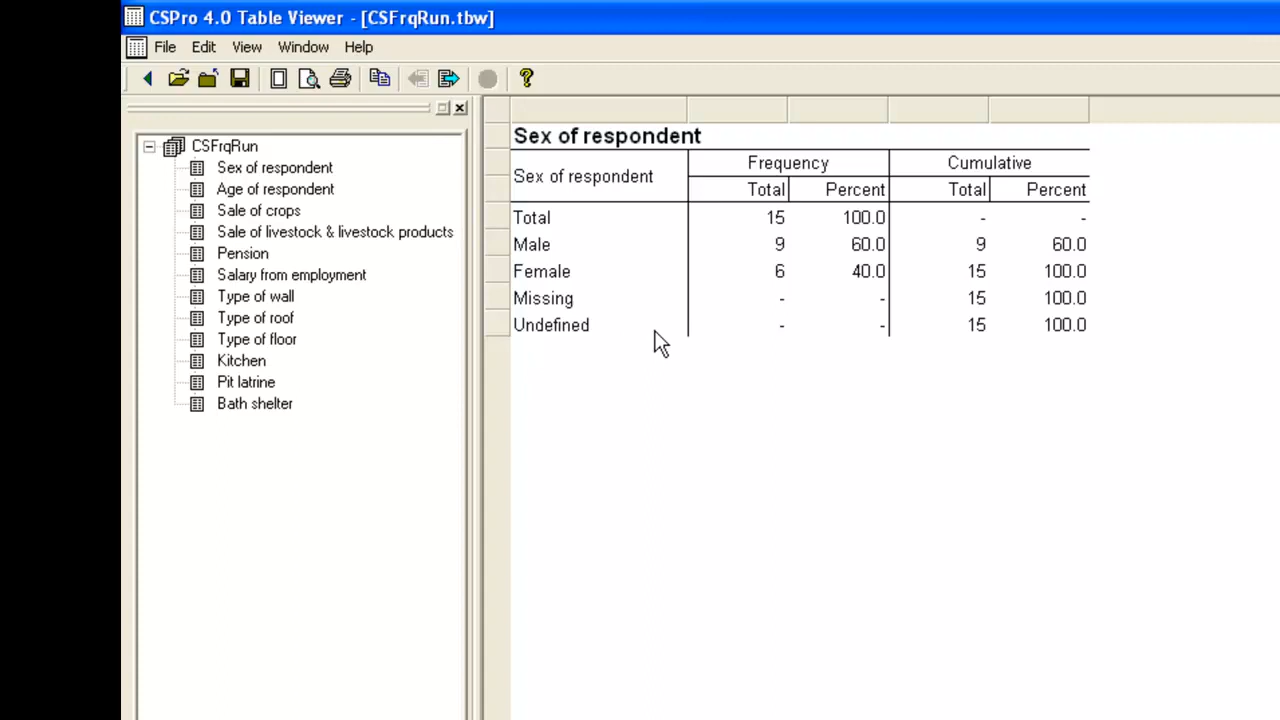 CSPro 4.0 Table Viewer - [CSFrqRun.tbw]
File Edit View Window Help
CSFrqRun
Sex of respondent
Age of respondent
Sale of crops
Sale of livestock & livestock products
Pension
Salary from employment
Type of wall
Type of roof
Type of floor
Kitchen
Pit latrine
Bath shelter
Sex of respondent
Sex of respondent Frequency Cumulative
Total Percent Total Percent
Total 15 100.0 - -
Male 9 60.0 9 60.0
Female 6 40.0 15 100.0
Missing - - 15 100.0
Undefined - - 15 100.0